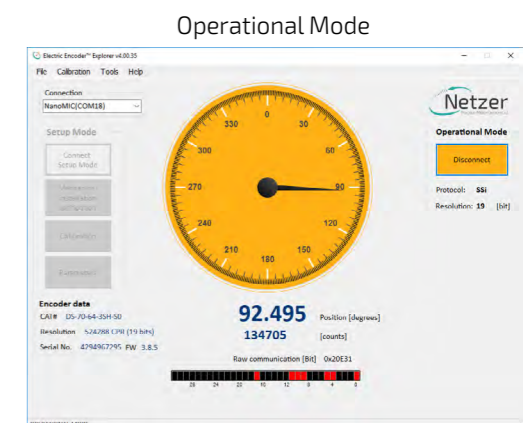 Operational Mode
Electric Encoder™ Explorer v4.00.35
File Calibration Tools Help
Connection
NanoMIC(COM18)
Setup Mode
Connect
Setup Mode
Calibration
Netzer
Operational Mode
Disconnect
Protocol: SSi
Resolution: 19 [bit]
0
30
60
90
120
150
180
210
240
270
300
330
Encoder data
CAT# DS-70-64-35H-S0
Resolution 524288 CPR (19 bits)
Serial No. 4294967295 FW 3.8.5
92.495 Position [degrees]
134705 [counts]
Raw communication [Bit] 0x20E31
28 24 20 16 12 8 4 0